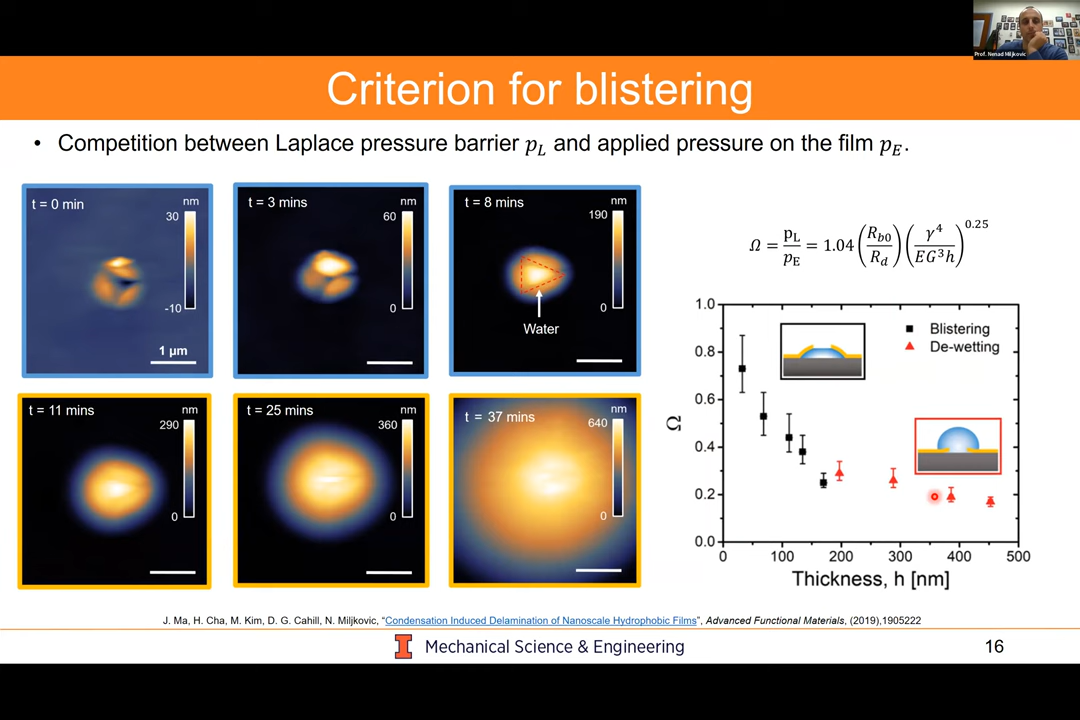 Prof. Nenad Miljkovic
Criterion for blistering
• Competition between Laplace pressure barrier p_L and applied pressure on the film p_E.
t = 0 min
nm
30
-10
1 μm
t = 3 mins
nm
60
0
t = 8 mins
nm
190
0
Water
t = 11 mins
nm
290
0
t = 25 mins
nm
360
0
t = 37 mins
nm
640
0
Ω = p_L / p_E = 1.04 (R_b0 / R_d) (γ^4 / EG^3h)^0.25
Blistering
De-wetting
Ω
1.0
0.8
0.6
0.4
0.2
0.0
0 100 200 300 400 500
Thickness, h [nm]
J. Ma, H. Cha, M. Kim, D. G. Cahill, N. Miljkovic, “Condensation Induced Delamination of Nanoscale Hydrophobic Films”, Advanced Functional Materials, (2019),1905222
I
Mechanical Science & Engineering
16